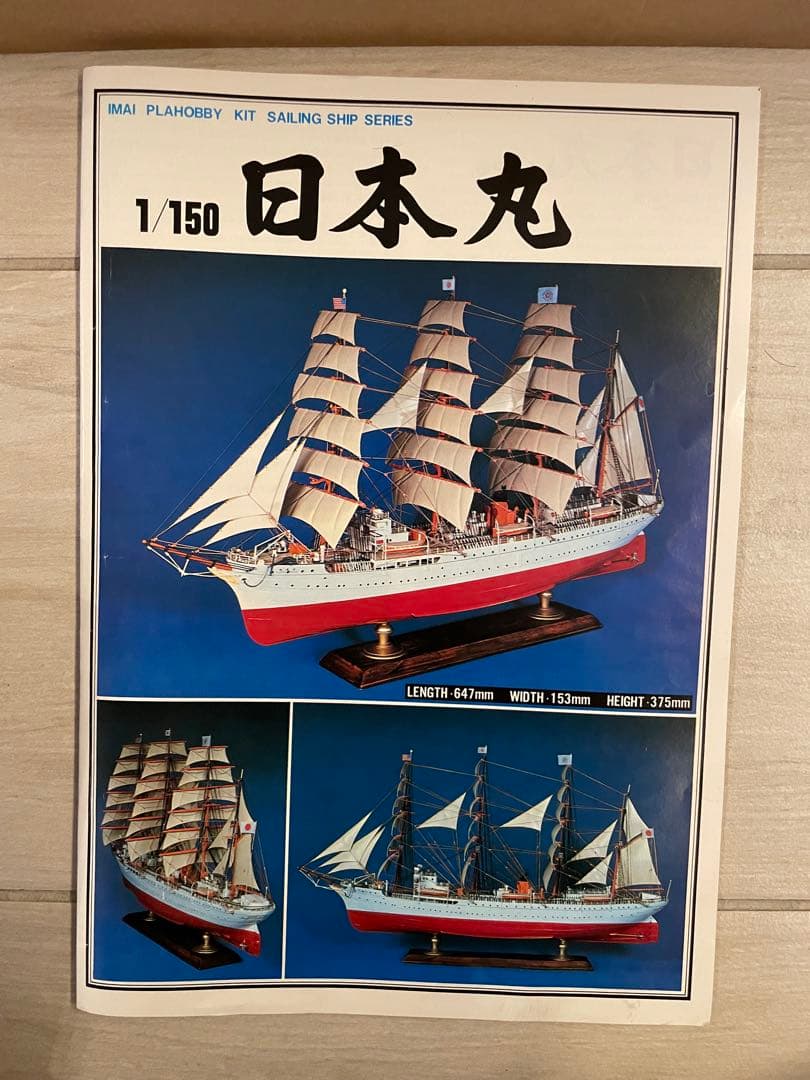 IMAI PLAHOBBY KIT SAILING SHIP SERIES
1/150 日本丸
LENGTH・647mm WIDTH・153mm HEIGHT・375mm